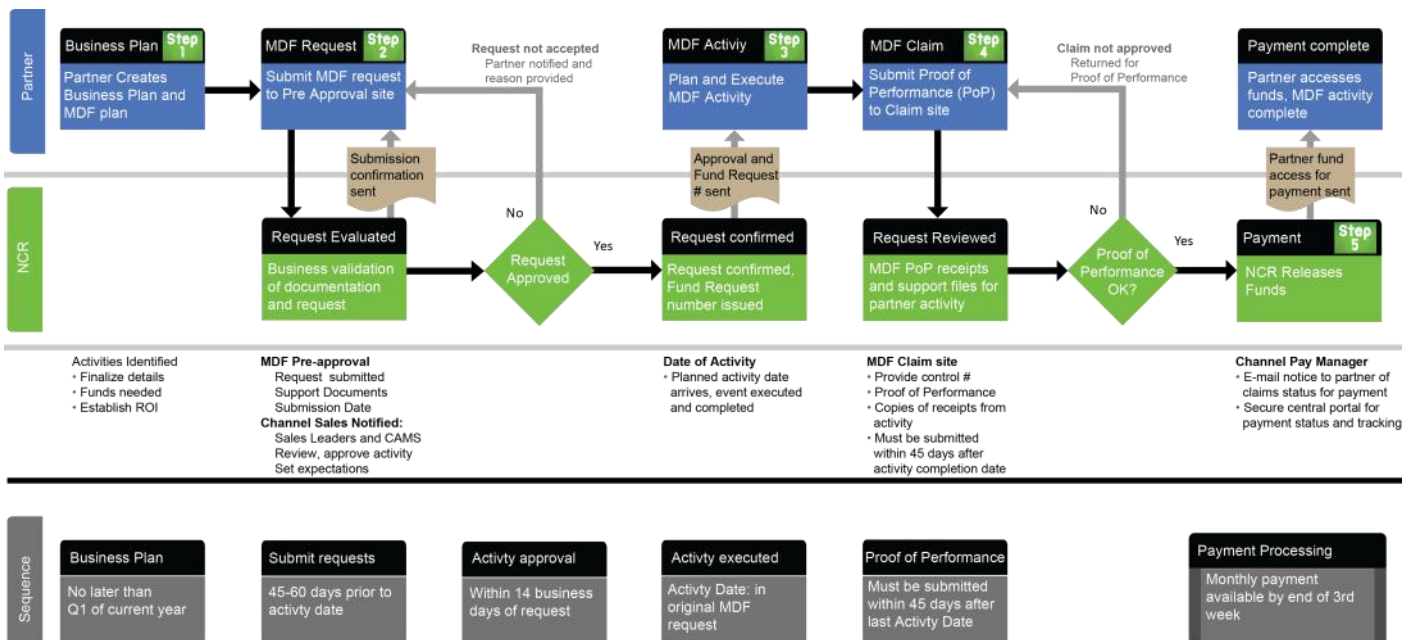 Partner
Business Plan
Step
1
Partner Creates
Business Plan and
MDF plan
MDF Request
Step
2
Submit MDF request
to Pre Approval site
Request not accepted
Partner notified and
reason provided
MDF Activiy
Step
3
Plan and Execute
MDF Activity
MDF Claim
Step
4
Submit Proof of
Performance (PoP)
to Claim site
Claim not approved
Returned for
Proof of Performance
Payment complete
Partner accesses
funds, MDF activity
complete
Submission
confirmation
sent
Approval and
Fund Request
# sent
Partner fund
access for
payment sent
NCR
Request Evaluated
Business validation
of documentation
and request
No
Request
Approved
Yes
Request confirmed
Request confirmed,
Fund Request
number issued
Request Reviewed
MDF PoP receipts
and support files for
partner activity
No
Proof of
Performance
OK?
Yes
Payment
Step
5
NCR Releases
Funds
Activities Identified
• Finalize details
• Funds needed
• Establish ROI
MDF Pre-approval
Request submitted
Support Documents
Submission Date
Channel Sales Notified:
Sales Leaders and CAMS
Review, approve activity
Set expectations
Date of Activity
• Planned activity date
arrives, event executed
and completed
MDF Claim site
• Provide control #
• Proof of Performance
• Copies of receipts from
activity
• Must be submitted
within 45 days after
activity completion date
Channel Pay Manager
• E-mail notice to partner of
claims status for payment
• Secure central portal for
payment status and tracking
Sequence
Business Plan
No later than
Q1 of current year
Submit requests
45-60 days prior to
activty date
Activty approval
Within 14 business
days of request
Activty executed
Activty Date: in
original MDF
request
Proof of Performance
Must be submitted
within 45 days after
last Activty Date
Payment Processing
Monthly payment
available by end of 3rd
week